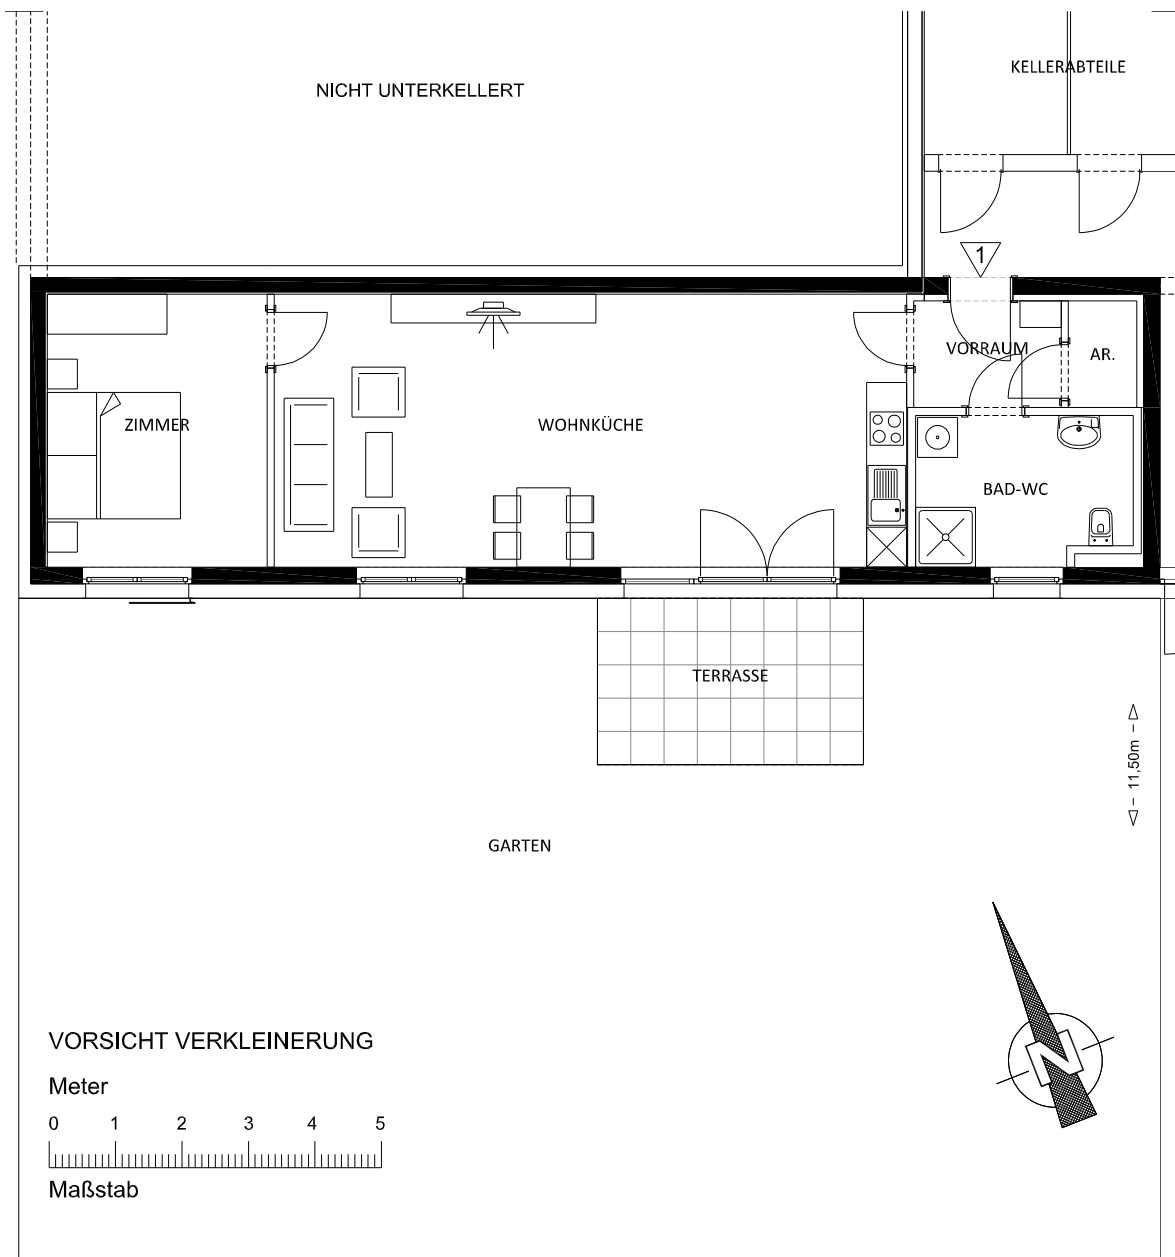 NICHT UNTERKELLERT
KELLERABTEILE
1
VORRAUM
AR.
ZIMMER
WOHNKÜCHE
BAD-WC
TERRASSE
11,50m
GARTEN
N
VORSICHT VERKLEINERUNG
Meter
0 1 2 3 4 5
Maßstab